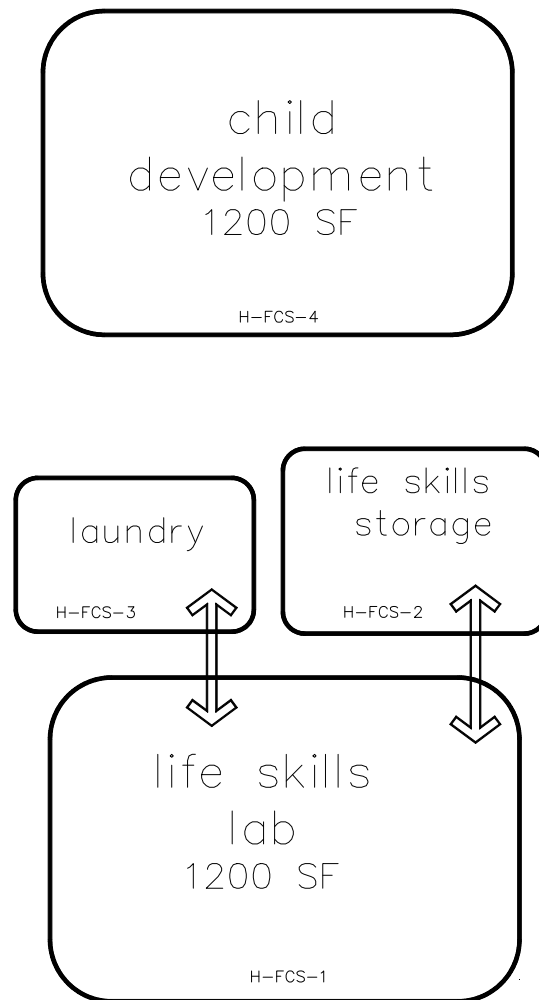 child
development
1200 SF
H-FCS-4
laundry
H-FCS-3
life skills
storage
H-FCS-2
life skills
lab
1200 SF
H-FCS-1